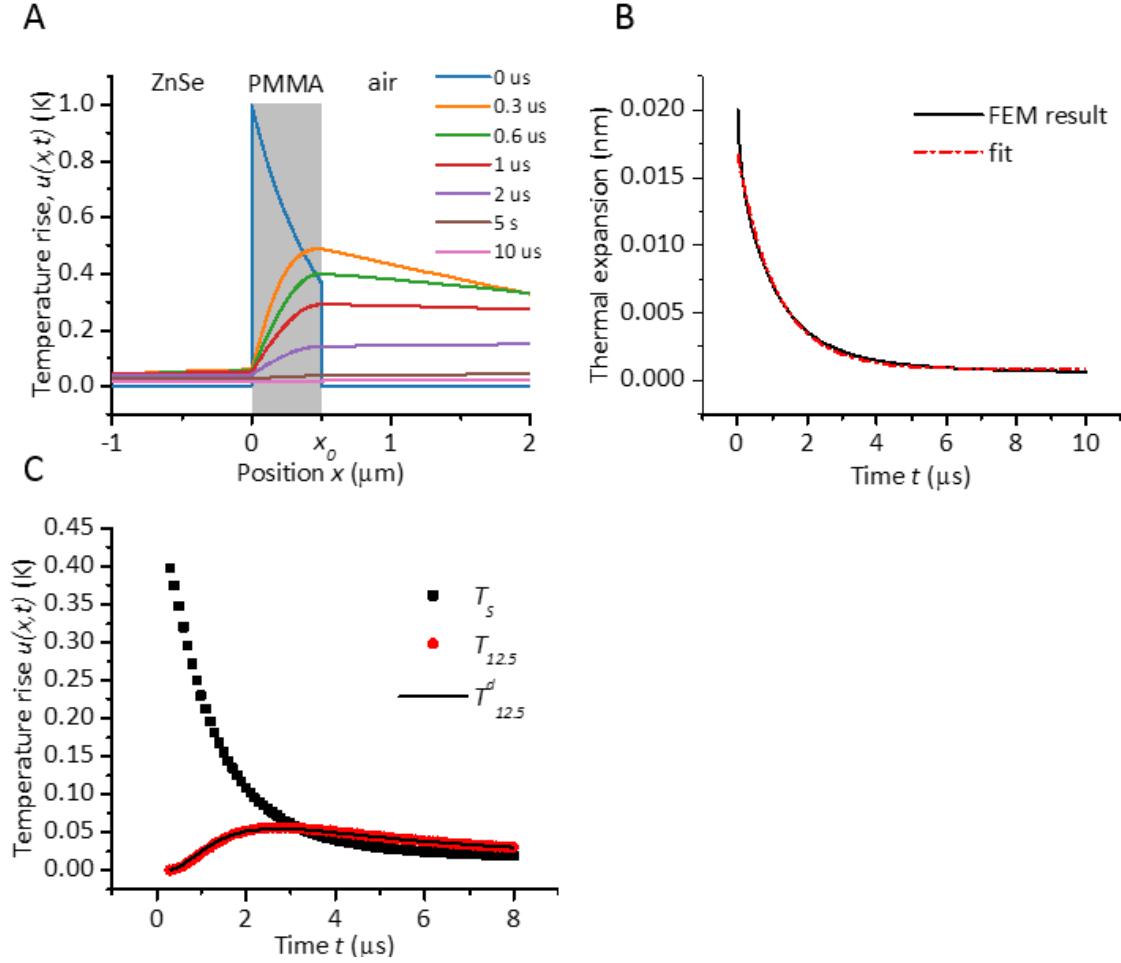 A
ZnSe PMMA air
0 us
0.3 us
0.6 us
1 us
2 us
5 s
10 us
Temperature rise, u(x,t) (K)
1.0
0.8
0.6
0.4
0.2
0.0
-1 0 x0 1 2
Position x (μm)
B
FEM result
fit
Thermal expansion (nm)
0.020
0.015
0.010
0.005
0.000
0 2 4 6 8 10
Time t (μs)
C
Ts
T12.5
Td12.5
Temperature rise u(x,t) (K)
0.45
0.40
0.35
0.30
0.25
0.20
0.15
0.10
0.05
0.00
0 2 4 6 8
Time t (μs)